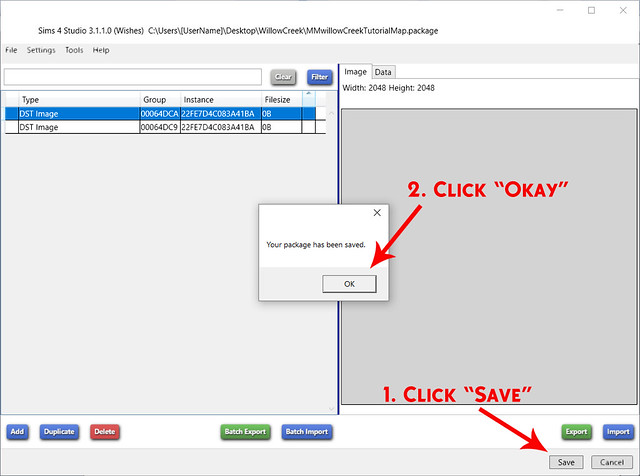 Sims 4 Studio 3.1.1.0 (Wishes)  C:\Users\[UserName]\Desktop\WillowCreek\MMwillowCreekTutorialMap.package
File Settings Tools Help
Clear Filter
Image Data
Width: 2048 Height: 2048
Type Group Instance Filesize
DST Image 00064DCA 22FE7D4C083A41BA 0B
DST Image 00064DC9 22FE7D4C083A41BA 0B
2. Click “Okay”
Your package has been saved.
OK
1. Click “Save”
Add Duplicate Delete Batch Export Batch Import Export Import
Save Cancel